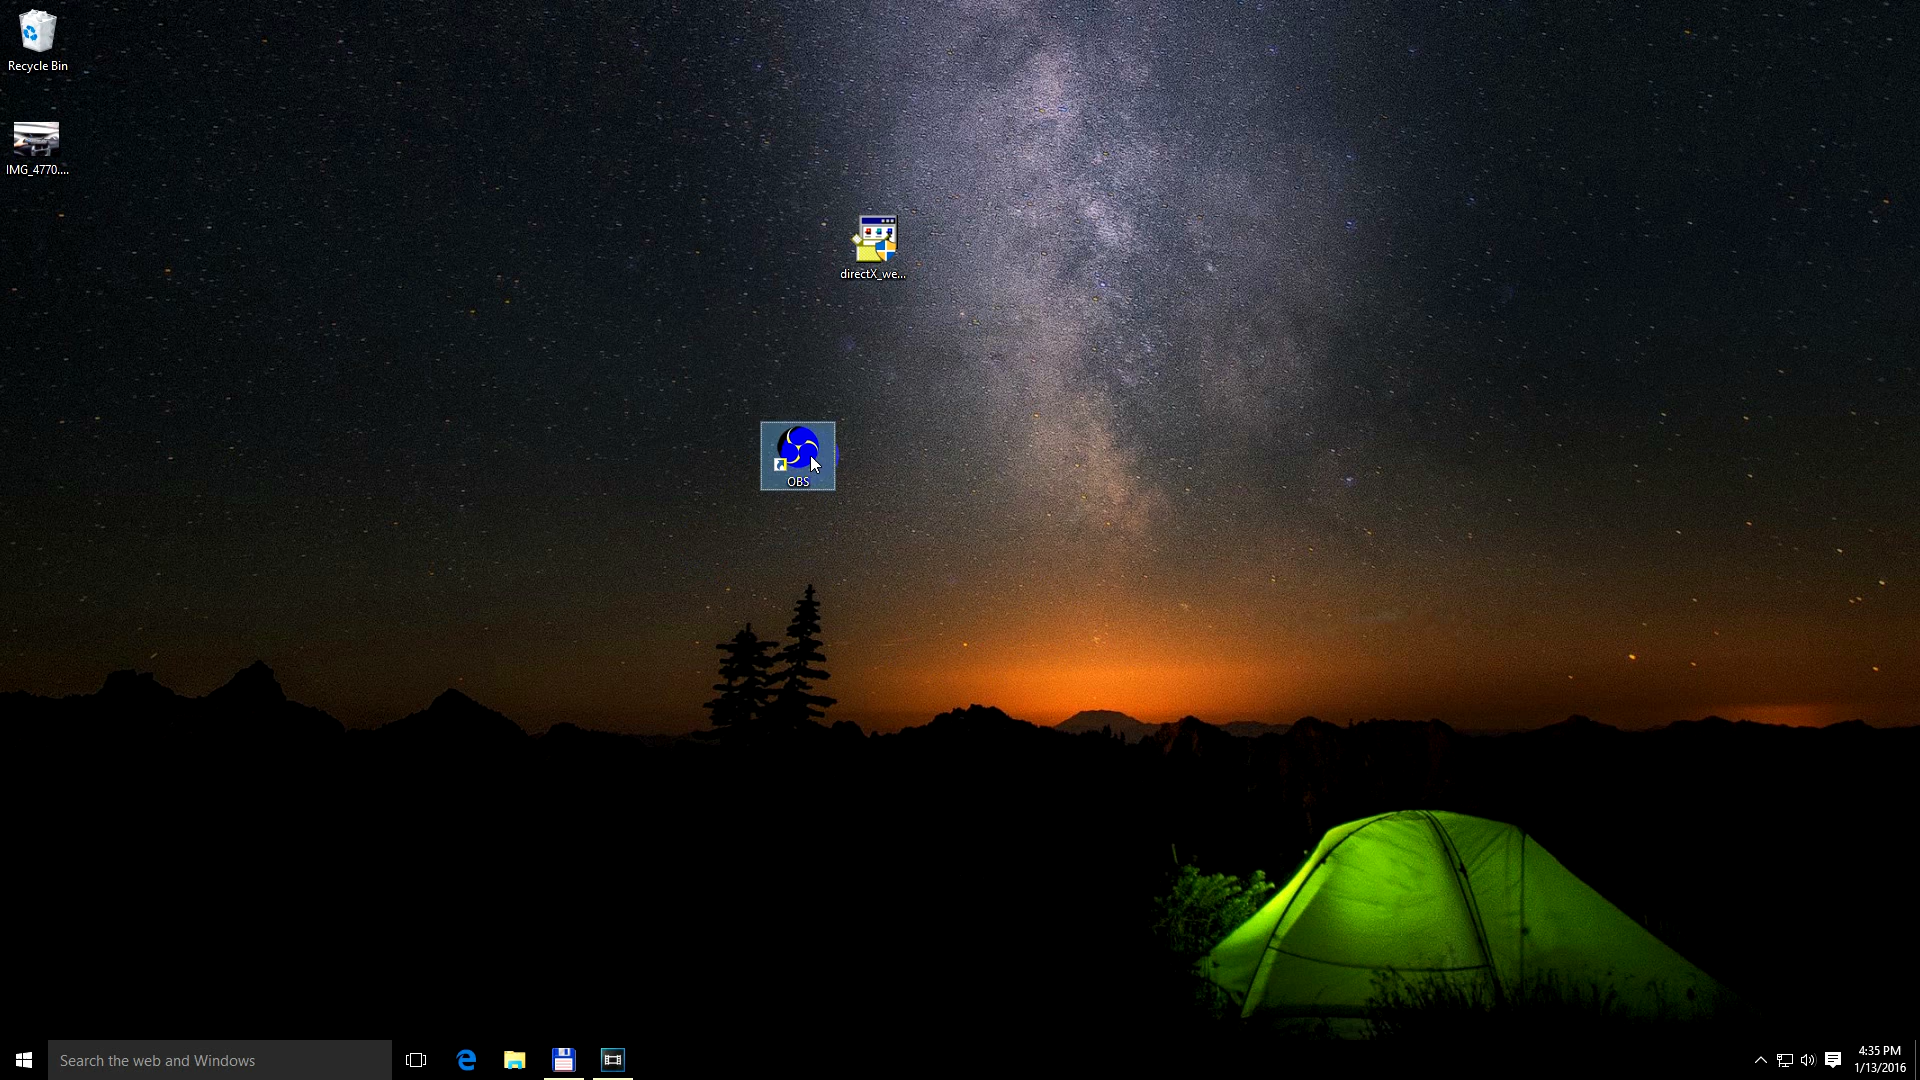 Recycle Bin
IMG_4770....
directX_we...
OBS
Search the web and Windows
4:35 PM
1/13/2016